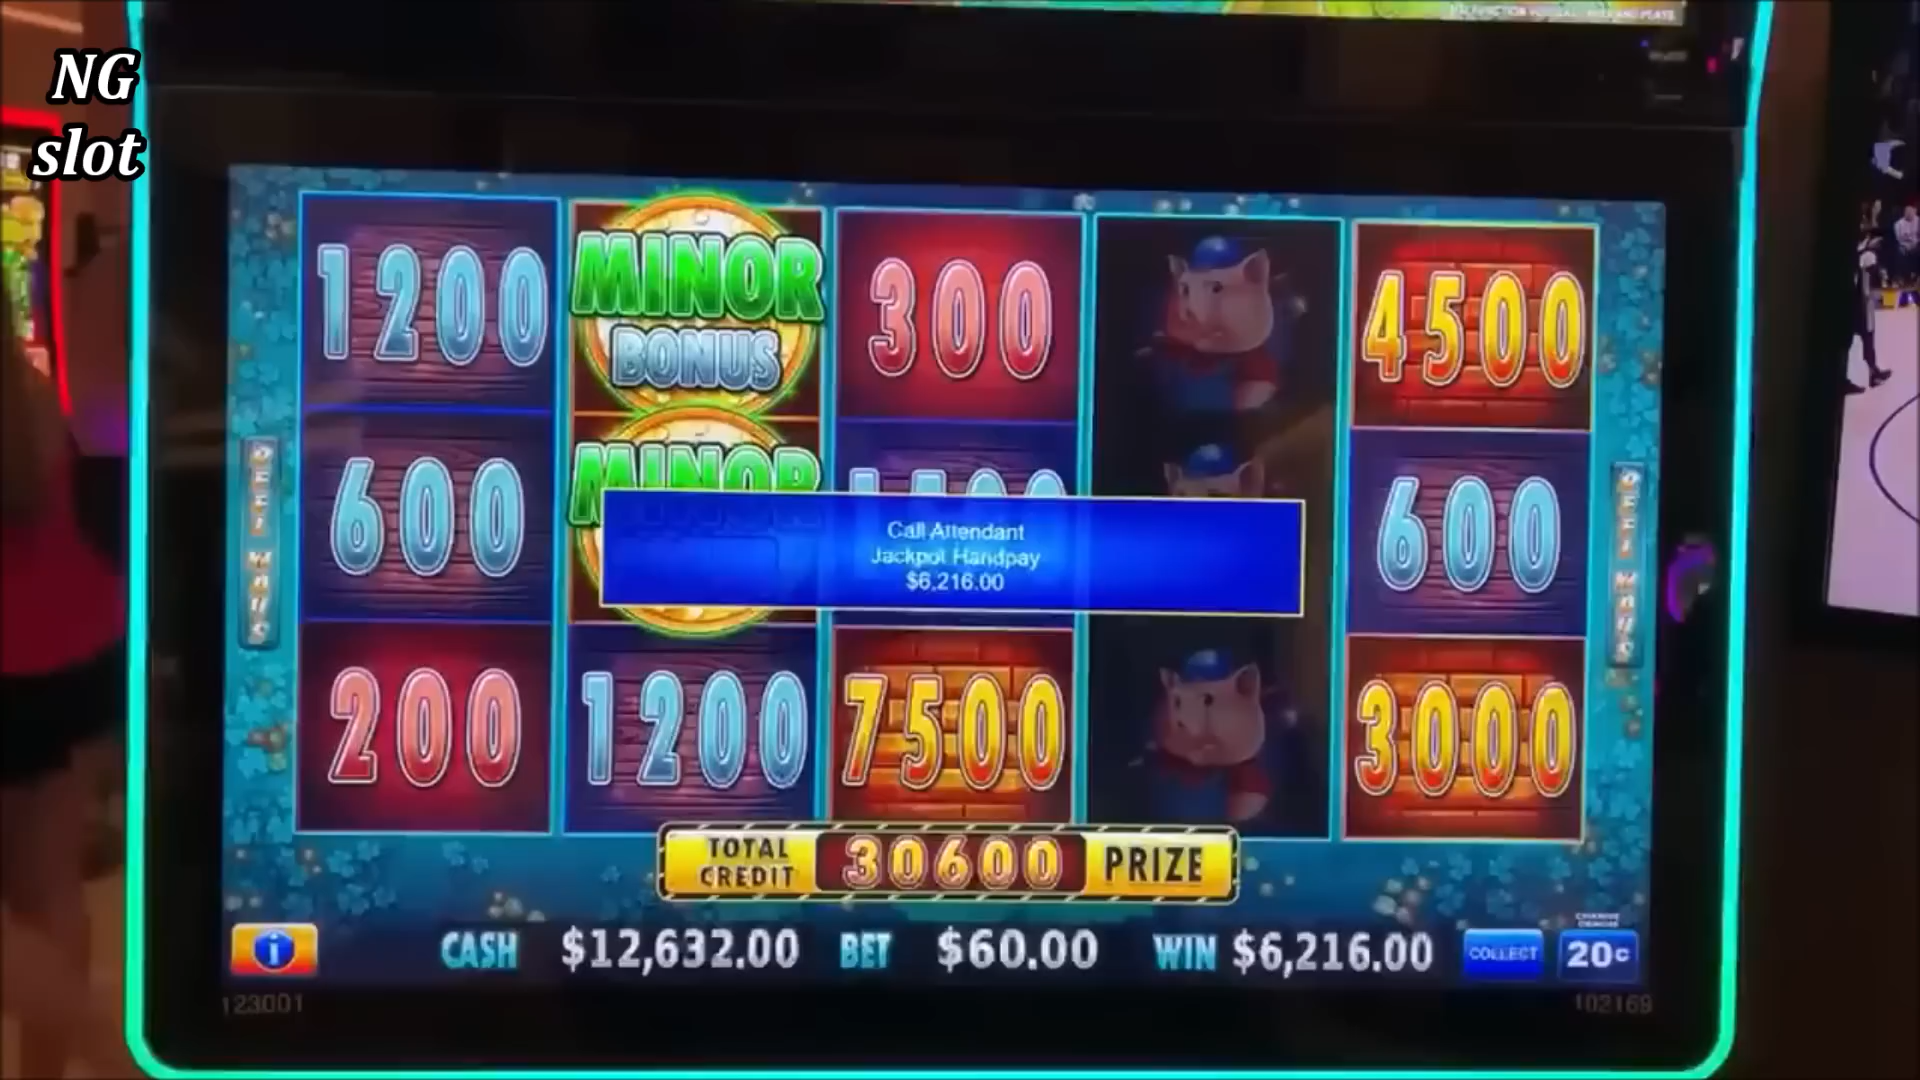 NG
slot
1200
MINOR
BONUS
300
4500
600
MINOR
600
Call Attendant
Jackpot Handpay
$6,216.00
200
1200
7500
3000
TOTAL
CREDIT
30600
PRIZE
i
CASH $12,632.00 BET $60.00 WIN $6,216.00
COLLECT
20¢
123001
102169